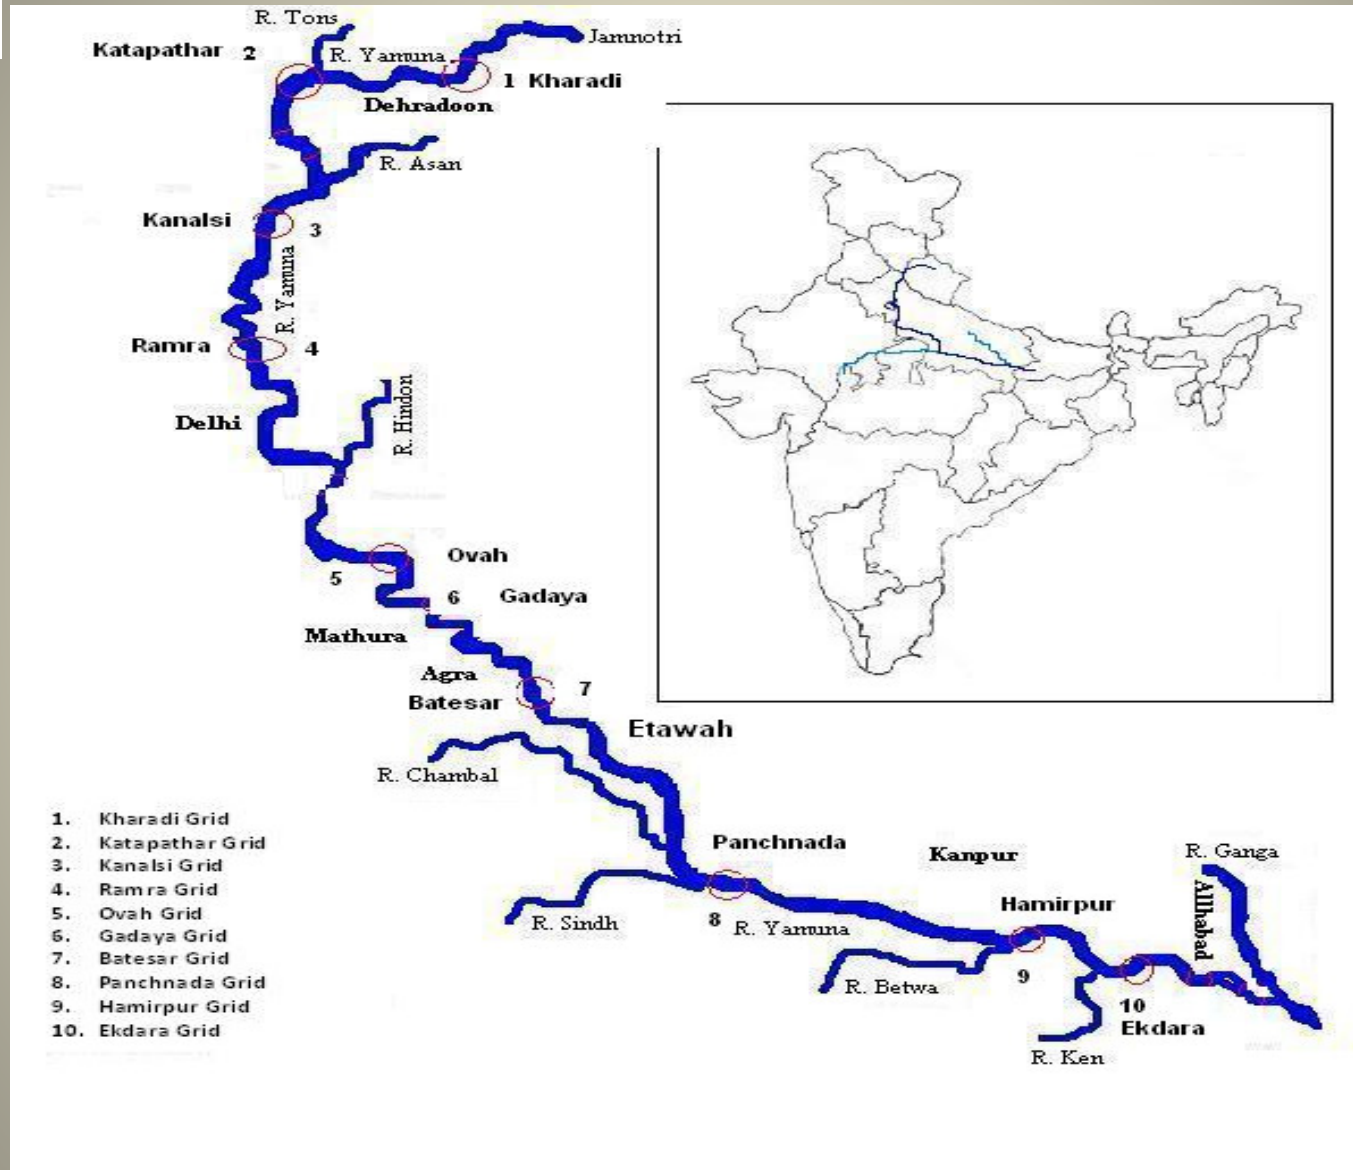 R. Tons
Jamnotri
Katapathar 2
R. Yamuna
1 Kharadi
Dehradoon
R. Asan
Kanalsi
3
R. Yamuna
Ramra
4
R. Hindon
Delhi
Ovah
5
6 Gadaya
Mathura
Agra
Batesar
7
Etawah
R. Chambal
Panchnada
Kanpur
R. Ganga
Allhabad
Hamirpur
R. Sindh
8
R. Yamuna
R. Betwa
9
10
Ekdara
R. Ken
1. Kharadi Grid
2. Katapathar Grid
3. Kanalsi Grid
4. Ramra Grid
5. Ovah Grid
6. Gadaya Grid
7. Batesar Grid
8. Panchnada Grid
9. Hamirpur Grid
10. Ekdara Grid